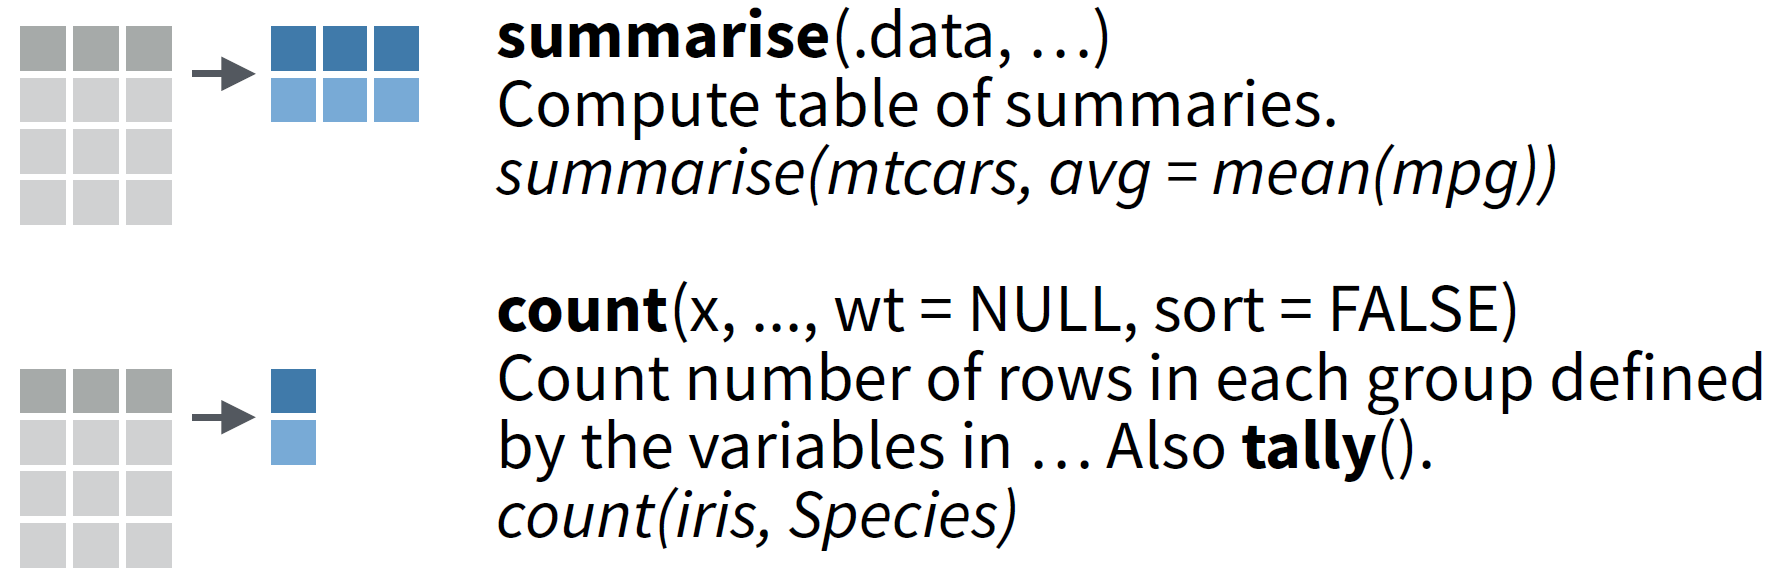 summarise(.data, …)
Compute table of summaries.
summarise(mtcars, avg = mean(mpg))
count(x, ..., wt = NULL, sort = FALSE)
Count number of rows in each group defined
by the variables in … Also tally().
count(iris, Species)